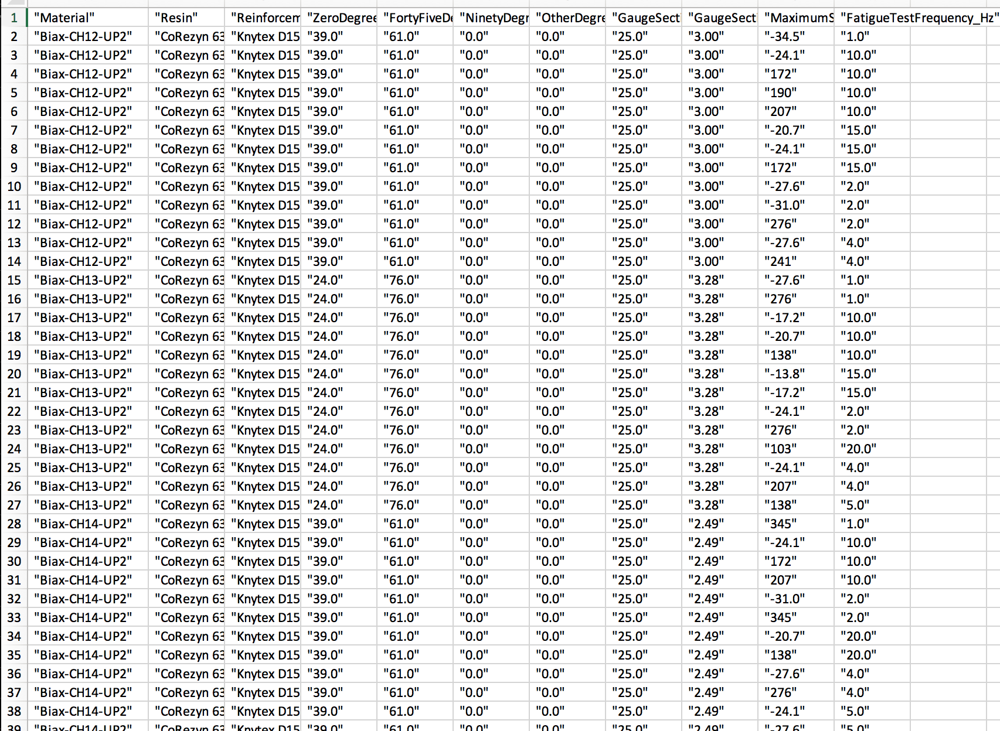 1 "Material" "Resin" "Reinforcem "ZeroDegree "FortyFiveDe "NinetyDegr "OtherDegre "GaugeSecti "GaugeSecti "MaximumS "FatigueTestFrequency_Hz"
2 "Biax-CH12-UP2" "CoRezyn 63 "Knytex D15 "39.0" "61.0" "0.0" "0.0" "25.0" "3.00" "-34.5" "1.0"
3 "Biax-CH12-UP2" "CoRezyn 63 "Knytex D15 "39.0" "61.0" "0.0" "0.0" "25.0" "3.00" "-24.1" "10.0"
4 "Biax-CH12-UP2" "CoRezyn 63 "Knytex D15 "39.0" "61.0" "0.0" "0.0" "25.0" "3.00" "172" "10.0"
5 "Biax-CH12-UP2" "CoRezyn 63 "Knytex D15 "39.0" "61.0" "0.0" "0.0" "25.0" "3.00" "190" "10.0"
6 "Biax-CH12-UP2" "CoRezyn 63 "Knytex D15 "39.0" "61.0" "0.0" "0.0" "25.0" "3.00" "207" "10.0"
7 "Biax-CH12-UP2" "CoRezyn 63 "Knytex D15 "39.0" "61.0" "0.0" "0.0" "25.0" "3.00" "-20.7" "15.0"
8 "Biax-CH12-UP2" "CoRezyn 63 "Knytex D15 "39.0" "61.0" "0.0" "0.0" "25.0" "3.00" "-24.1" "15.0"
9 "Biax-CH12-UP2" "CoRezyn 63 "Knytex D15 "39.0" "61.0" "0.0" "0.0" "25.0" "3.00" "172" "15.0"
10 "Biax-CH12-UP2" "CoRezyn 63 "Knytex D15 "39.0" "61.0" "0.0" "0.0" "25.0" "3.00" "-27.6" "2.0"
11 "Biax-CH12-UP2" "CoRezyn 63 "Knytex D15 "39.0" "61.0" "0.0" "0.0" "25.0" "3.00" "-31.0" "2.0"
12 "Biax-CH12-UP2" "CoRezyn 63 "Knytex D15 "39.0" "61.0" "0.0" "0.0" "25.0" "3.00" "276" "2.0"
13 "Biax-CH12-UP2" "CoRezyn 63 "Knytex D15 "39.0" "61.0" "0.0" "0.0" "25.0" "3.00" "-27.6" "4.0"
14 "Biax-CH12-UP2" "CoRezyn 63 "Knytex D15 "39.0" "61.0" "0.0" "0.0" "25.0" "3.00" "241" "4.0"
15 "Biax-CH13-UP2" "CoRezyn 63 "Knytex D15 "24.0" "76.0" "0.0" "0.0" "25.0" "3.28" "-27.6" "1.0"
16 "Biax-CH13-UP2" "CoRezyn 63 "Knytex D15 "24.0" "76.0" "0.0" "0.0" "25.0" "3.28" "276" "1.0"
17 "Biax-CH13-UP2" "CoRezyn 63 "Knytex D15 "24.0" "76.0" "0.0" "0.0" "25.0" "3.28" "-17.2" "10.0"
18 "Biax-CH13-UP2" "CoRezyn 63 "Knytex D15 "24.0" "76.0" "0.0" "0.0" "25.0" "3.28" "-20.7" "10.0"
19 "Biax-CH13-UP2" "CoRezyn 63 "Knytex D15 "24.0" "76.0" "0.0" "0.0" "25.0" "3.28" "138" "10.0"
20 "Biax-CH13-UP2" "CoRezyn 63 "Knytex D15 "24.0" "76.0" "0.0" "0.0" "25.0" "3.28" "-13.8" "15.0"
21 "Biax-CH13-UP2" "CoRezyn 63 "Knytex D15 "24.0" "76.0" "0.0" "0.0" "25.0" "3.28" "-17.2" "15.0"
22 "Biax-CH13-UP2" "CoRezyn 63 "Knytex D15 "24.0" "76.0" "0.0" "0.0" "25.0" "3.28" "-24.1" "2.0"
23 "Biax-CH13-UP2" "CoRezyn 63 "Knytex D15 "24.0" "76.0" "0.0" "0.0" "25.0" "3.28" "276" "2.0"
24 "Biax-CH13-UP2" "CoRezyn 63 "Knytex D15 "24.0" "76.0" "0.0" "0.0" "25.0" "3.28" "103" "20.0"
25 "Biax-CH13-UP2" "CoRezyn 63 "Knytex D15 "24.0" "76.0" "0.0" "0.0" "25.0" "3.28" "-24.1" "4.0"
26 "Biax-CH13-UP2" "CoRezyn 63 "Knytex D15 "24.0" "76.0" "0.0" "0.0" "25.0" "3.28" "207" "4.0"
27 "Biax-CH13-UP2" "CoRezyn 63 "Knytex D15 "24.0" "76.0" "0.0" "0.0" "25.0" "3.28" "138" "5.0"
28 "Biax-CH14-UP2" "CoRezyn 63 "Knytex D15 "39.0" "61.0" "0.0" "0.0" "25.0" "2.49" "345" "1.0"
29 "Biax-CH14-UP2" "CoRezyn 63 "Knytex D15 "39.0" "61.0" "0.0" "0.0" "25.0" "2.49" "-24.1" "10.0"
30 "Biax-CH14-UP2" "CoRezyn 63 "Knytex D15 "39.0" "61.0" "0.0" "0.0" "25.0" "2.49" "172" "10.0"
31 "Biax-CH14-UP2" "CoRezyn 63 "Knytex D15 "39.0" "61.0" "0.0" "0.0" "25.0" "2.49" "207" "10.0"
32 "Biax-CH14-UP2" "CoRezyn 63 "Knytex D15 "39.0" "61.0" "0.0" "0.0" "25.0" "2.49" "-31.0" "2.0"
33 "Biax-CH14-UP2" "CoRezyn 63 "Knytex D15 "39.0" "61.0" "0.0" "0.0" "25.0" "2.49" "345" "2.0"
34 "Biax-CH14-UP2" "CoRezyn 63 "Knytex D15 "39.0" "61.0" "0.0" "0.0" "25.0" "2.49" "-20.7" "20.0"
35 "Biax-CH14-UP2" "CoRezyn 63 "Knytex D15 "39.0" "61.0" "0.0" "0.0" "25.0" "2.49" "138" "20.0"
36 "Biax-CH14-UP2" "CoRezyn 63 "Knytex D15 "39.0" "61.0" "0.0" "0.0" "25.0" "2.49" "-27.6" "4.0"
37 "Biax-CH14-UP2" "CoRezyn 63 "Knytex D15 "39.0" "61.0" "0.0" "0.0" "25.0" "2.49" "276" "4.0"
38 "Biax-CH14-UP2" "CoRezyn 63 "Knytex D15 "39.0" "61.0" "0.0" "0.0" "25.0" "2.49" "-24.1" "5.0"
39 "Biax-CH14-UP2" "CoRezyn 63 "Knytex D15 "39.0" "61.0" "0.0" "0.0" "25.0" "2.49" "-27.6" "5.0"